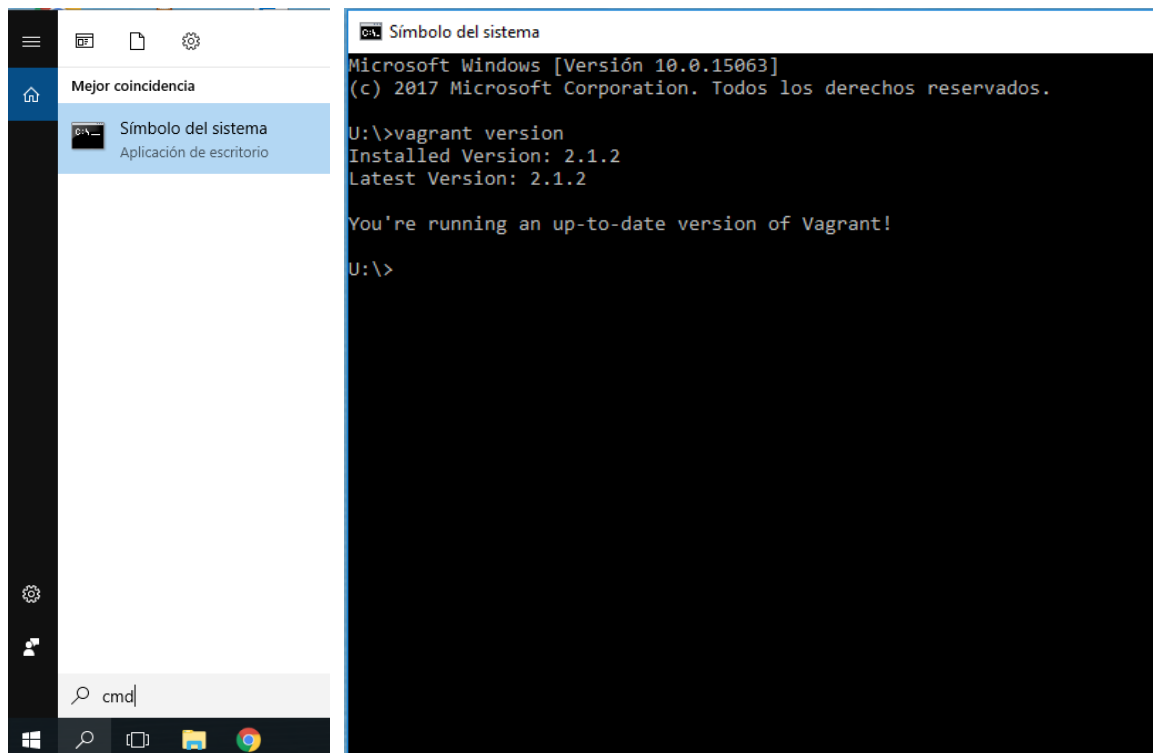 Mejor coincidencia
Símbolo del sistema
Aplicación de escritorio
cmd
Símbolo del sistema
Microsoft Windows [Versión 10.0.15063]
(c) 2017 Microsoft Corporation. Todos los derechos reservados.
U:\>vagrant version
Installed Version: 2.1.2
Latest Version: 2.1.2
You're running an up-to-date version of Vagrant!
U:\>